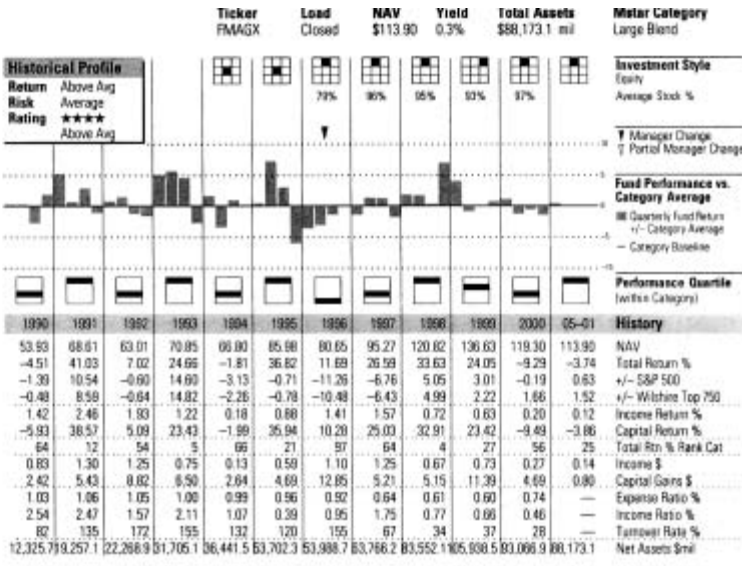 Ticker Load NAV Yield Total Assets Mstar Category
FMAGX Closed $113.90 0.3% $88,173.1 mil Large Blend
Historical Profile
Return Above Avg
Risk Average
Rating ★★★★
Above Avg
Investment Style
Equity
79% 96% 95% 93% 97% Average Stock %
▼ Manager Change
Partial Manager Change
10
5
0
-5
-10
Fund Performance vs.
Category Average
Quarterly Fund Return
+/- Category Average
— Category Baseline
Performance Quartile
(within Category)
1990 1991 1992 1993 1994 1995 1996 1997 1998 1999 2000 05–01 History
53.93 68.61 63.01 70.85 66.80 85.98 80.65 95.27 120.82 136.63 119.30 113.90 NAV
–4.51 41.03 7.02 24.66 –1.81 36.82 11.69 26.59 33.63 24.05 –9.29 –3.74 Total Return %
–1.39 10.54 –0.60 14.60 –3.13 –0.71 –11.26 –6.76 5.05 3.01 –0.19 0.63 +/– S&P 500
–0.48 8.59 –0.64 14.82 –2.26 –0.78 –10.48 –6.43 4.99 2.22 1.66 1.52 +/– Wilshire Top 750
1.42 2.46 1.93 1.22 0.18 0.88 1.41 1.57 0.72 0.63 0.20 0.12 Income Return %
–5.93 38.57 5.09 23.43 –1.99 35.94 10.28 25.03 32.91 23.42 –9.49 –3.86 Capital Return %
64 12 54 5 66 21 97 64 4 27 56 25 Total Rtn % Rank Cat
0.83 1.30 1.25 0.75 0.13 0.59 1.10 1.25 0.67 0.73 0.27 0.14 Income $
2.42 5.43 8.82 6.50 2.64 4.69 12.85 5.21 5.15 11.39 4.69 0.80 Capital Gains $
1.03 1.06 1.05 1.00 0.99 0.96 0.92 0.64 0.61 0.60 0.74 — Expense Ratio %
2.54 2.47 1.57 2.11 1.07 0.39 0.95 1.75 0.77 0.66 0.46 — Income Ratio %
82 135 172 155 132 120 155 67 34 37 28 — Turnover Rate %
12,325.7 19,257.1 22,268.9 31,705.1 36,441.5 53,702.3 53,988.7 63,766.2 83,552.1 105,938.5 93,066.9 88,173.1 Net Assets $mil